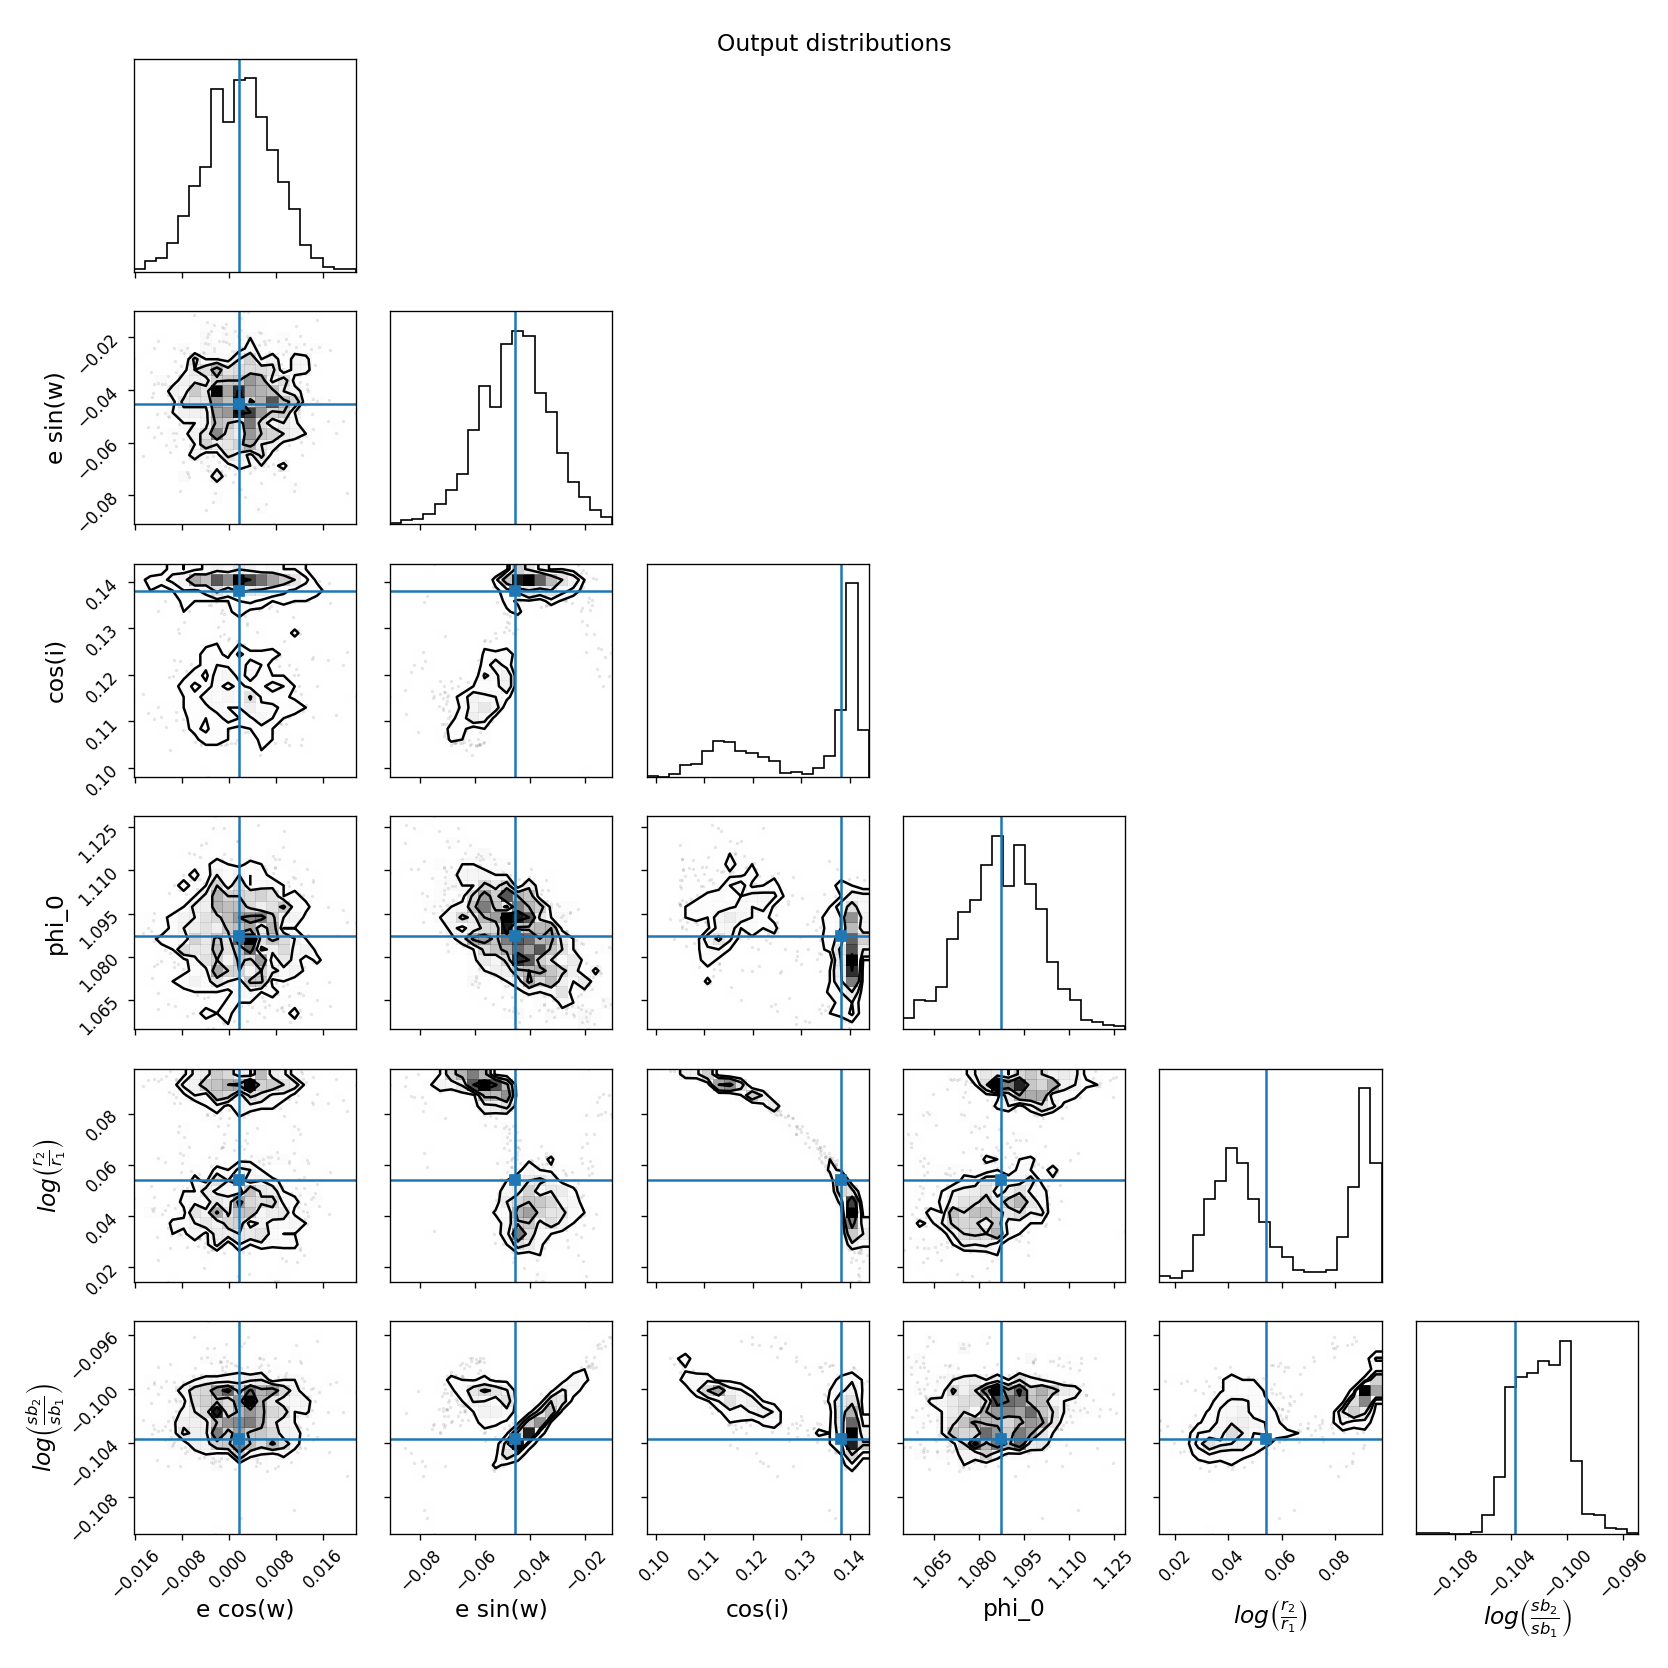 Output distributions
e sin(w)
−0.02
−0.04
−0.06
−0.08
cos(i)
0.14
0.13
0.12
0.11
0.10
phi_0
1.125
1.110
1.095
1.080
1.065
log(r₂/r₁)
0.08
0.06
0.04
0.02
log(sb₂/sb₁)
−0.096
−0.100
−0.104
−0.108
−0.016 −0.008 0.000 0.008 0.016
−0.08 −0.06 −0.04 −0.02
0.10 0.11 0.12 0.13 0.14
1.065 1.080 1.095 1.110 1.125
0.02 0.04 0.06 0.08
−0.108 −0.104 −0.100 −0.096
e cos(w)
e sin(w)
cos(i)
phi_0
log(r₂/r₁)
log(sb₂/sb₁)